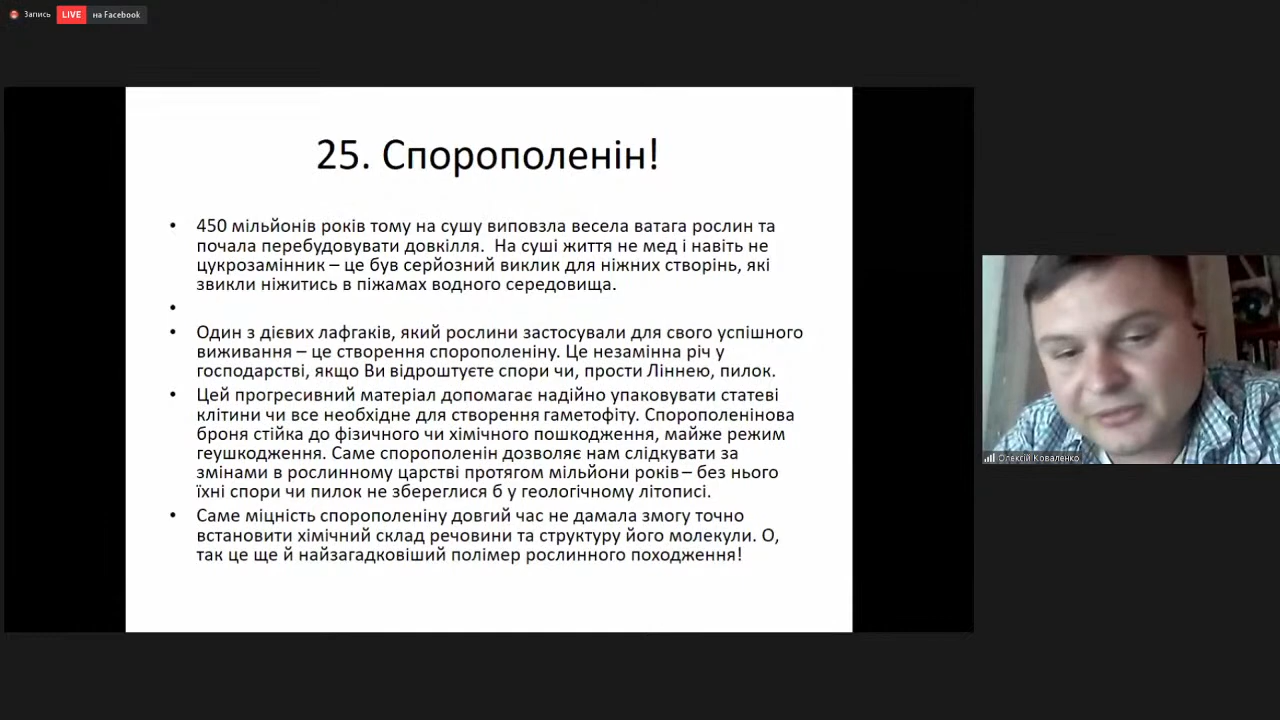 Запись
LIVE на Facebook
25. Спорополенін!
• 450 мільйонів років тому на сушу виповзла весела ватага рослин та
почала перебудовувати довкілля.  На суші життя не мед і навіть не
цукрозамінник – це був серйозний виклик для ніжних створінь, які
звикли ніжитись в піжамах водного середовища.
•
• Один з дієвих лафгаків, який рослини застосували для свого успішного
виживання – це створення спорополеніну. Це незамінна річ у
господарстві, якщо Ви відроштуєте спори чи, прости Ліннею, пилок.
• Цей прогресивний матеріал допомагає надійно упаковувати статеві
клітини чи все необхідне для створення гаметофіту. Спорополенінова
броня стійка до фізичного чи хімічного пошкодження, майже режим
геушкодження. Саме спорополенін дозволяє нам слідкувати за
змінами в рослинному царстві протягом мільйони років – без нього
їхні спори чи пилок не збереглися б у геологічному літописі.
• Саме міцність спорополеніну довгий час не дамала змогу точно
встановити хімічний склад речовини та структуру його молекули. О,
так це ще й найзагадковіший полімер рослинного походження!
Олексій Коваленко